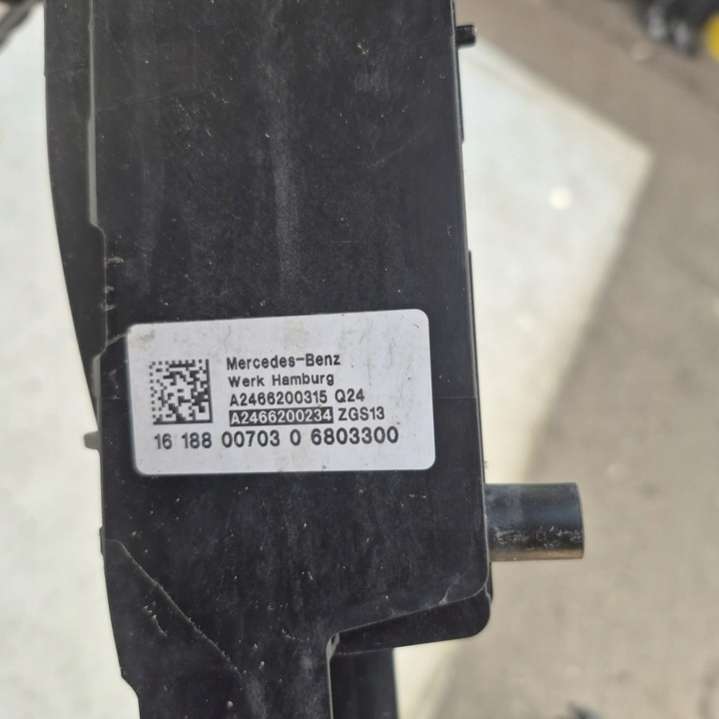 Mercedes-Benz
Werk Hamburg
A2466200315 Q24
A2466200234 ZGS13
16 188 00703 0 6803300